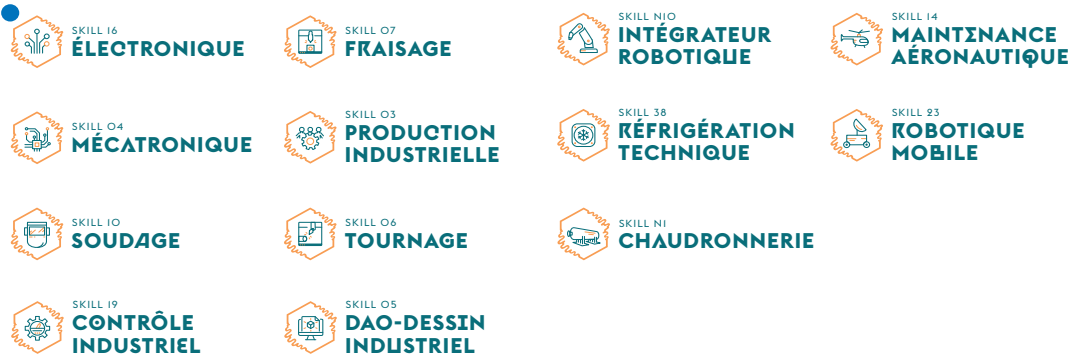 SKILL 16
ÉLECTRONIQUE
SKILL 07
FRAISAGE
SKILL N10
INTÉGRATEUR
ROBOTIQUE
SKILL 14
MAINTENANCE
AÉRONAUTIQUE
SKILL 04
MÉCATRONIQUE
SKILL 03
PRODUCTION
INDUSTRIELLE
SKILL 38
RÉFRIGÉRATION
TECHNIQUE
SKILL 23
ROBOTIQUE
MOBILE
SKILL 10
SOUDAGE
SKILL 06
TOURNAGE
SKILL N1
CHAUDRONNERIE
SKILL 19
CONTRÔLE
INDUSTRIEL
SKILL 05
DAO-DESSIN
INDUSTRIEL